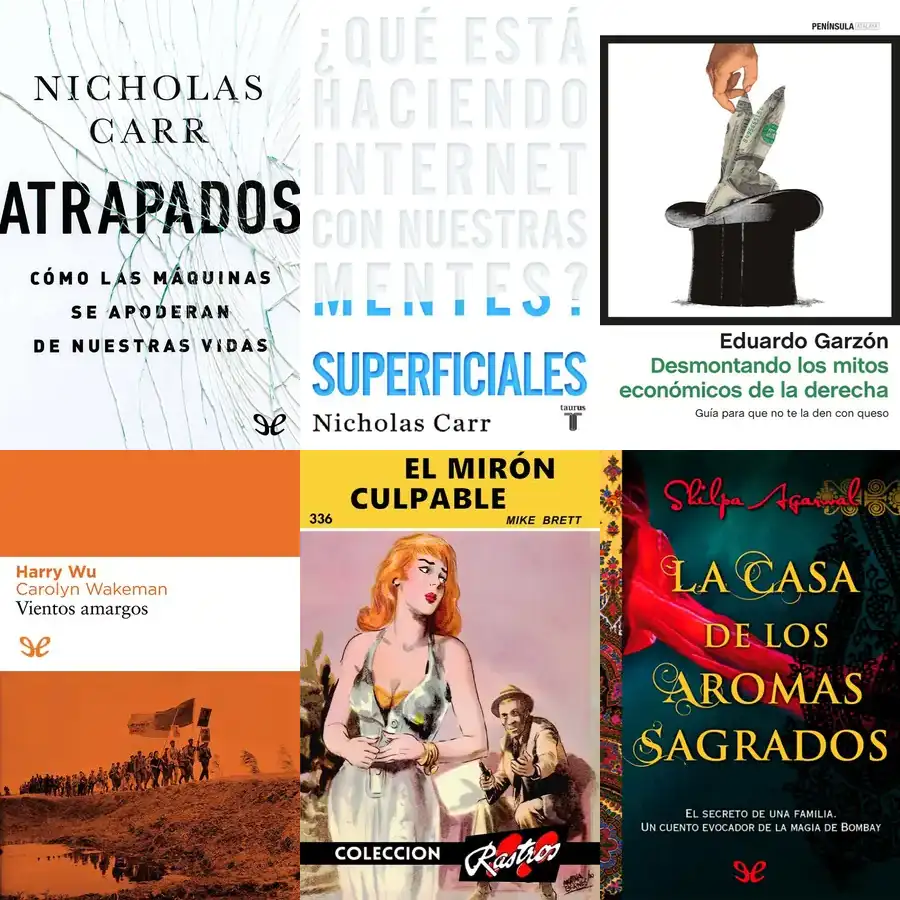 NICHOLAS
CARR
ATRAPADOS
CÓMO LAS MÁQUINAS
SE APODERAN
DE NUESTRAS VIDAS
¿QUÉ ESTÁ
HACIENDO
INTERNET
CON NUESTRAS
MENTES?
SUPERFICIALES
Nicholas Carr
taurus
T
PENÍNSULA ATALAYA
Eduardo Garzón
Desmontando los mitos
económicos de la derecha
Guía para que no te la den con queso
Harry Wu
Carolyn Wakeman
Vientos amargos
EL MIRÓN
CULPABLE
336
MIKE BRETT
COLECCION Rastros
Shilpa Agarwal
LA CASA
DE LOS
AROMAS
SAGRADOS
EL SECRETO DE UNA FAMILIA.
UN CUENTO EVOCADOR DE LA MAGIA DE BOMBAY